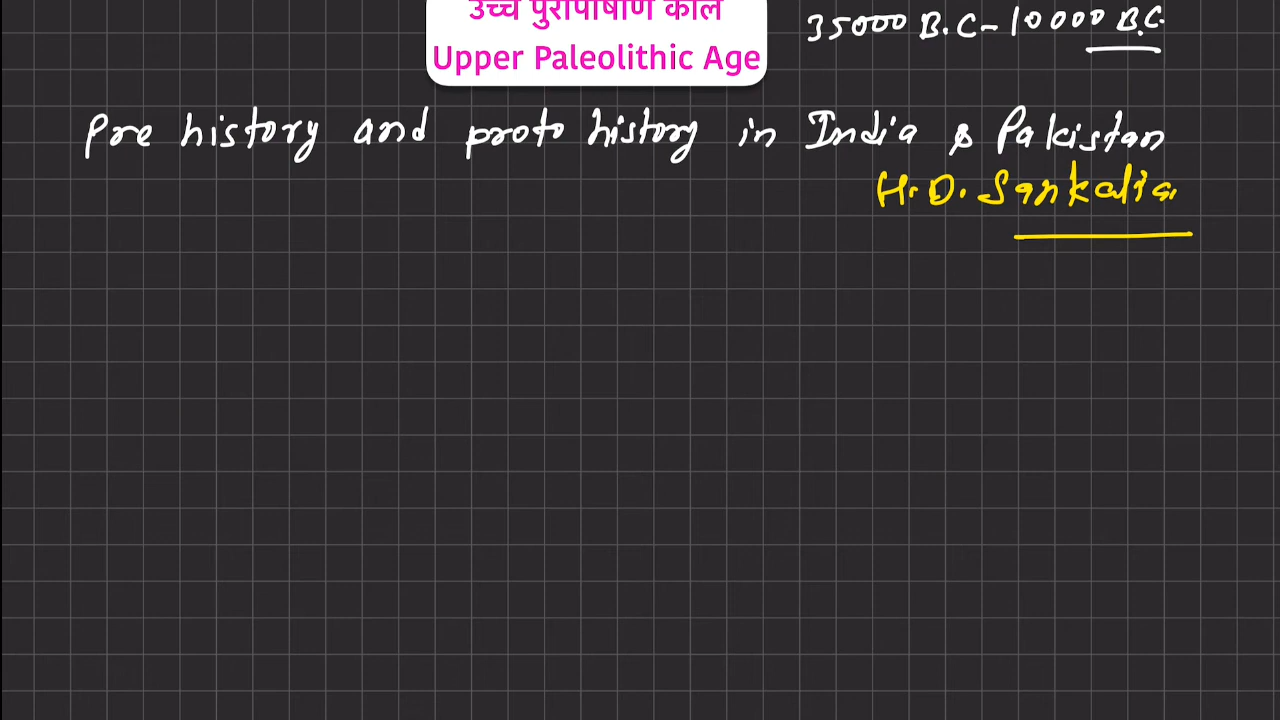 उच्च पुरापाषाण काल
35000 B.C - 10000 B.C.
Upper Paleolithic Age
Pre history and proto history in India & Pakistan
H.D. Sankalia